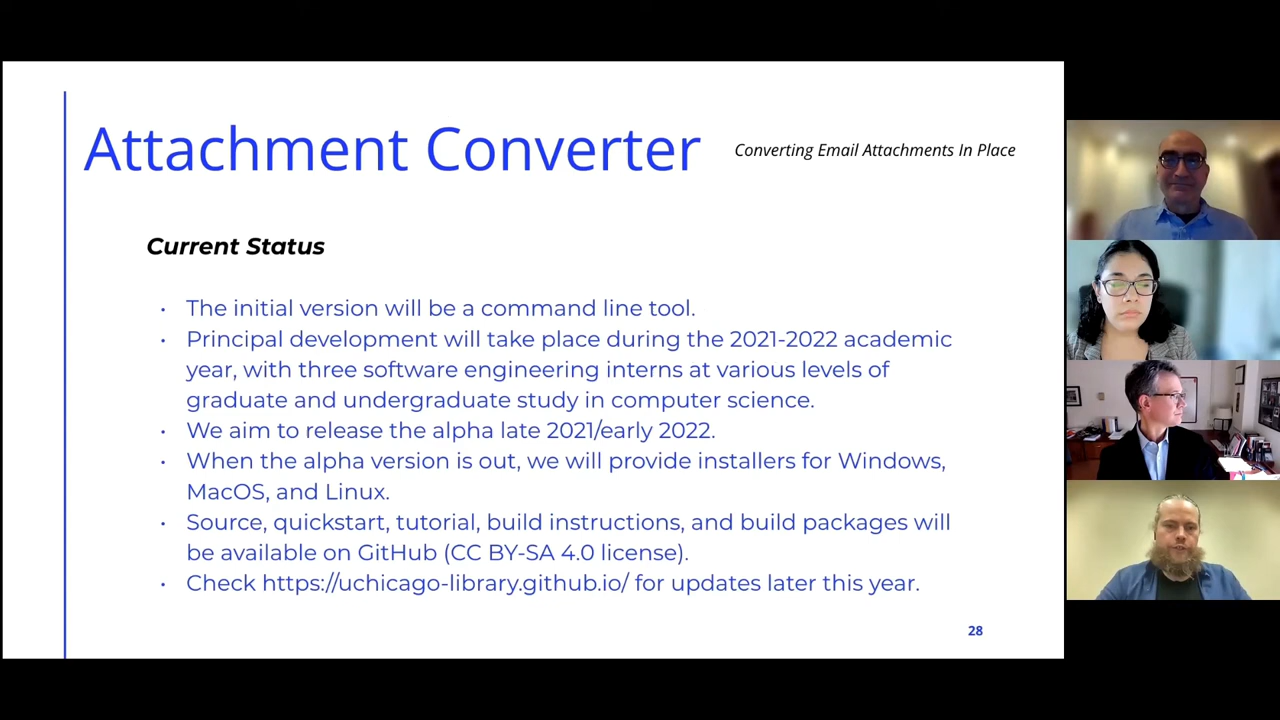 Attachment Converter
Converting Email Attachments In Place
Current Status
• The initial version will be a command line tool.
• Principal development will take place during the 2021-2022 academic
year, with three software engineering interns at various levels of
graduate and undergraduate study in computer science.
• We aim to release the alpha late 2021/early 2022.
• When the alpha version is out, we will provide installers for Windows,
MacOS, and Linux.
• Source, quickstart, tutorial, build instructions, and build packages will
be available on GitHub (CC BY-SA 4.0 license).
• Check https://uchicago-library.github.io/ for updates later this year.
28